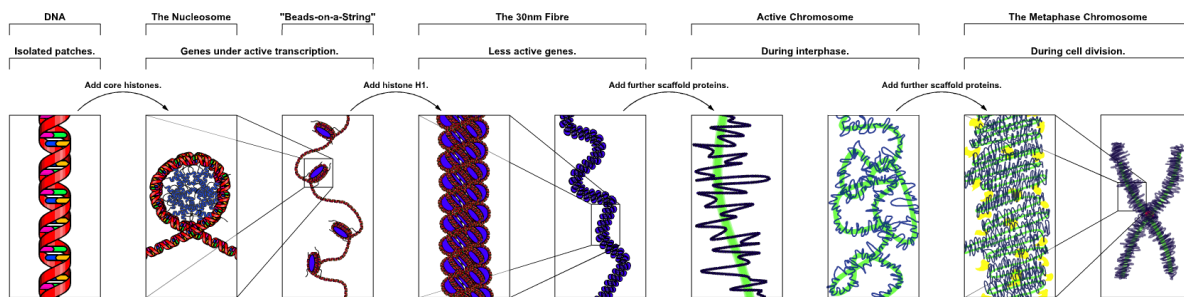 DNA
The Nucleosome
"Beads-on-a-String"
The 30nm Fibre
Active Chromosome
The Metaphase Chromosome
Isolated patches.
Genes under active transcription.
Less active genes.
During interphase.
During cell division.
Add core histones.
Add histone H1.
Add further scaffold proteins.
Add further scaffold proteins.